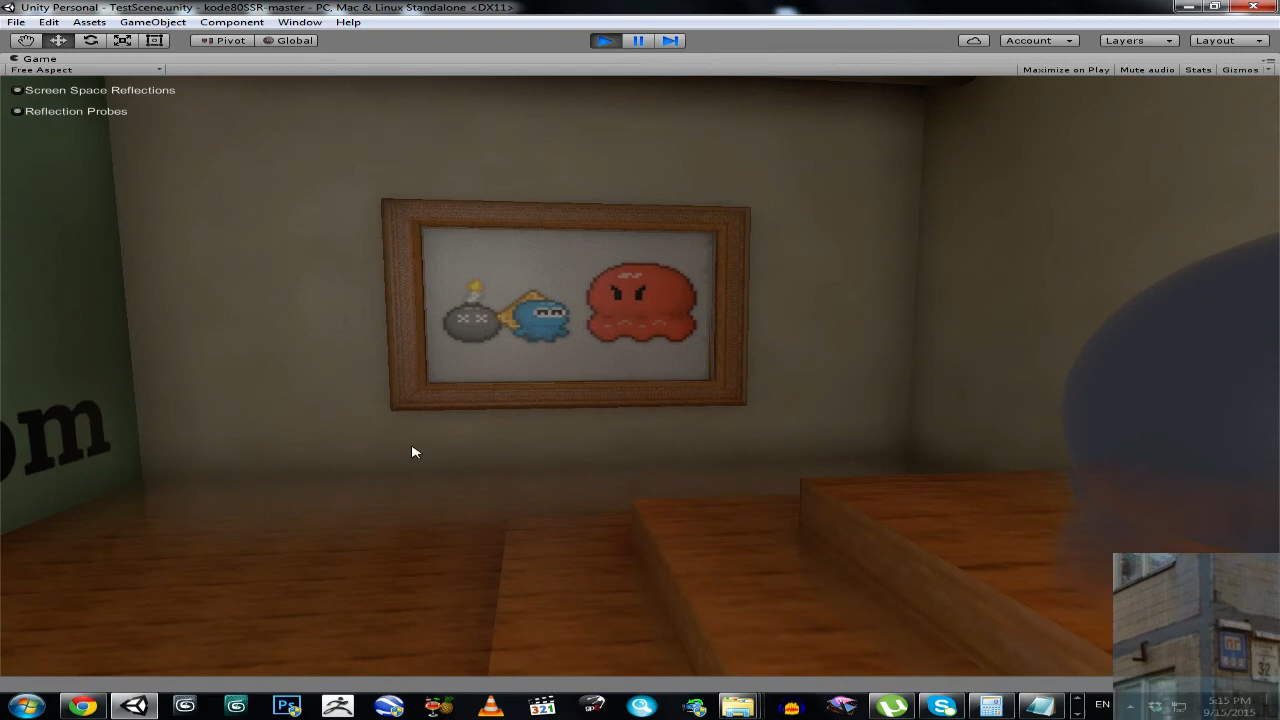 Unity Personal - TestScene.unity - kode80SSR-master - PC, Mac & Linux Standalone <DX11>
File Edit Assets GameObject Component Window Help
Pivot Global Account Layers Layout
Game
Free Aspect Maximize on Play Mute audio Stats Gizmos
Screen Space Reflections
Reflection Probes
om
32
321
EN
5:15 PM
9/15/2015